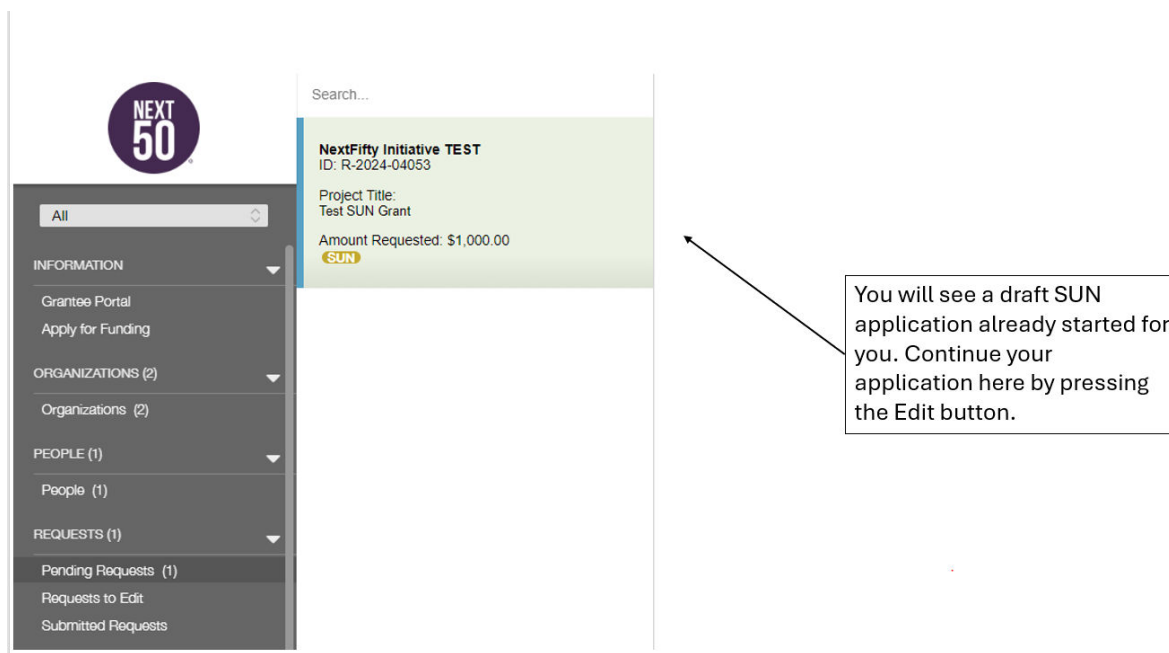 NEXT
50
All
INFORMATION
Grantee Portal
Apply for Funding
ORGANIZATIONS (2)
Organizations (2)
PEOPLE (1)
People (1)
REQUESTS (1)
Pending Requests (1)
Requests to Edit
Submitted Requests
Search...
NextFifty Initiative TEST
ID: R-2024-04053
Project Title:
Test SUN Grant
Amount Requested: $1,000.00
SUN
You will see a draft SUN
application already started for
you. Continue your
application here by pressing
the Edit button.